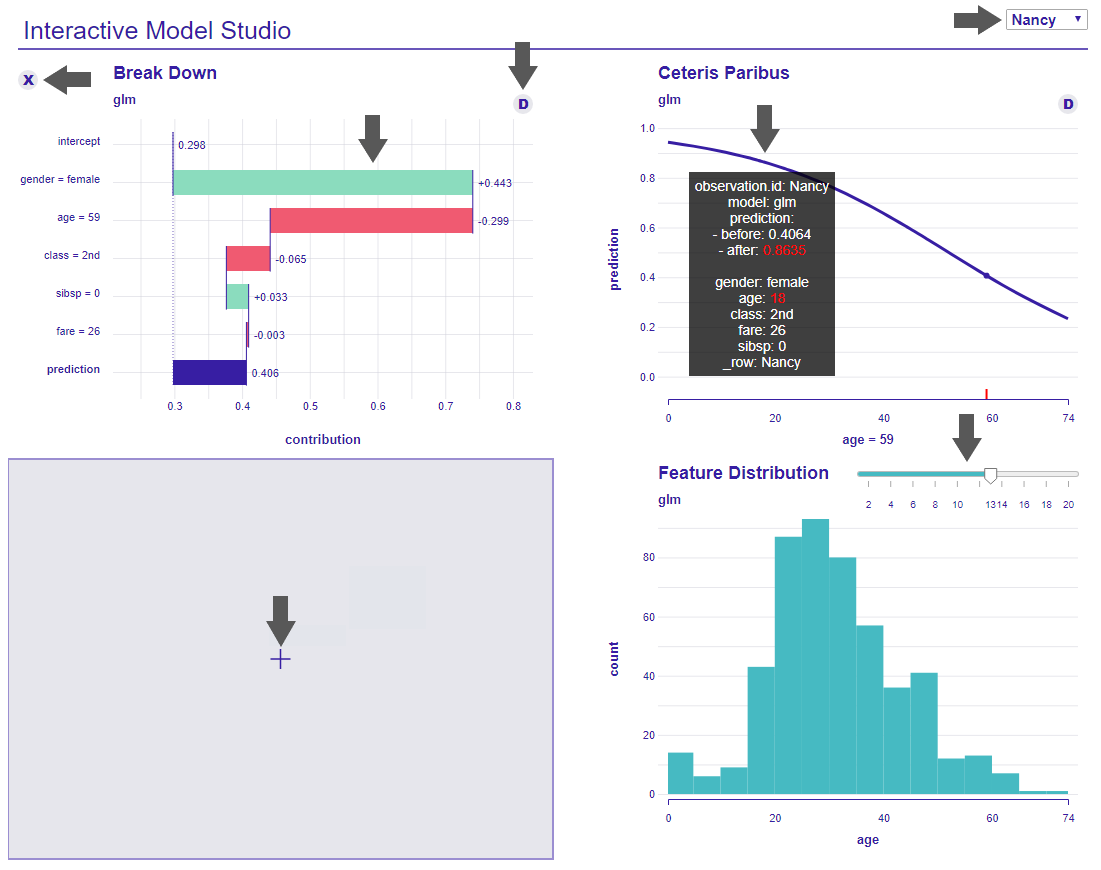 Interactive Model Studio
Nancy ▼
X
Break Down
glm
D
intercept
0.298
gender = female
+0.443
age = 59
-0.299
class = 2nd
-0.065
sibsp = 0
+0.033
fare = 26
-0.003
prediction
0.406
0.3 0.4 0.5 0.6 0.7 0.8
contribution
Ceteris Paribus
glm
D
prediction
1.0
0.8
0.6
0.4
0.2
0.0
observation.id: Nancy
model: glm
prediction:
- before: 0.4064
- after: 0.8635
gender: female
age: 18
class: 2nd
fare: 26
sibsp: 0
_row: Nancy
0 20 40 60 74
age = 59
Feature Distribution
glm
2 4 6 8 10 13 14 16 18 20
count
80
60
40
20
0
0 20 40 60 74
age